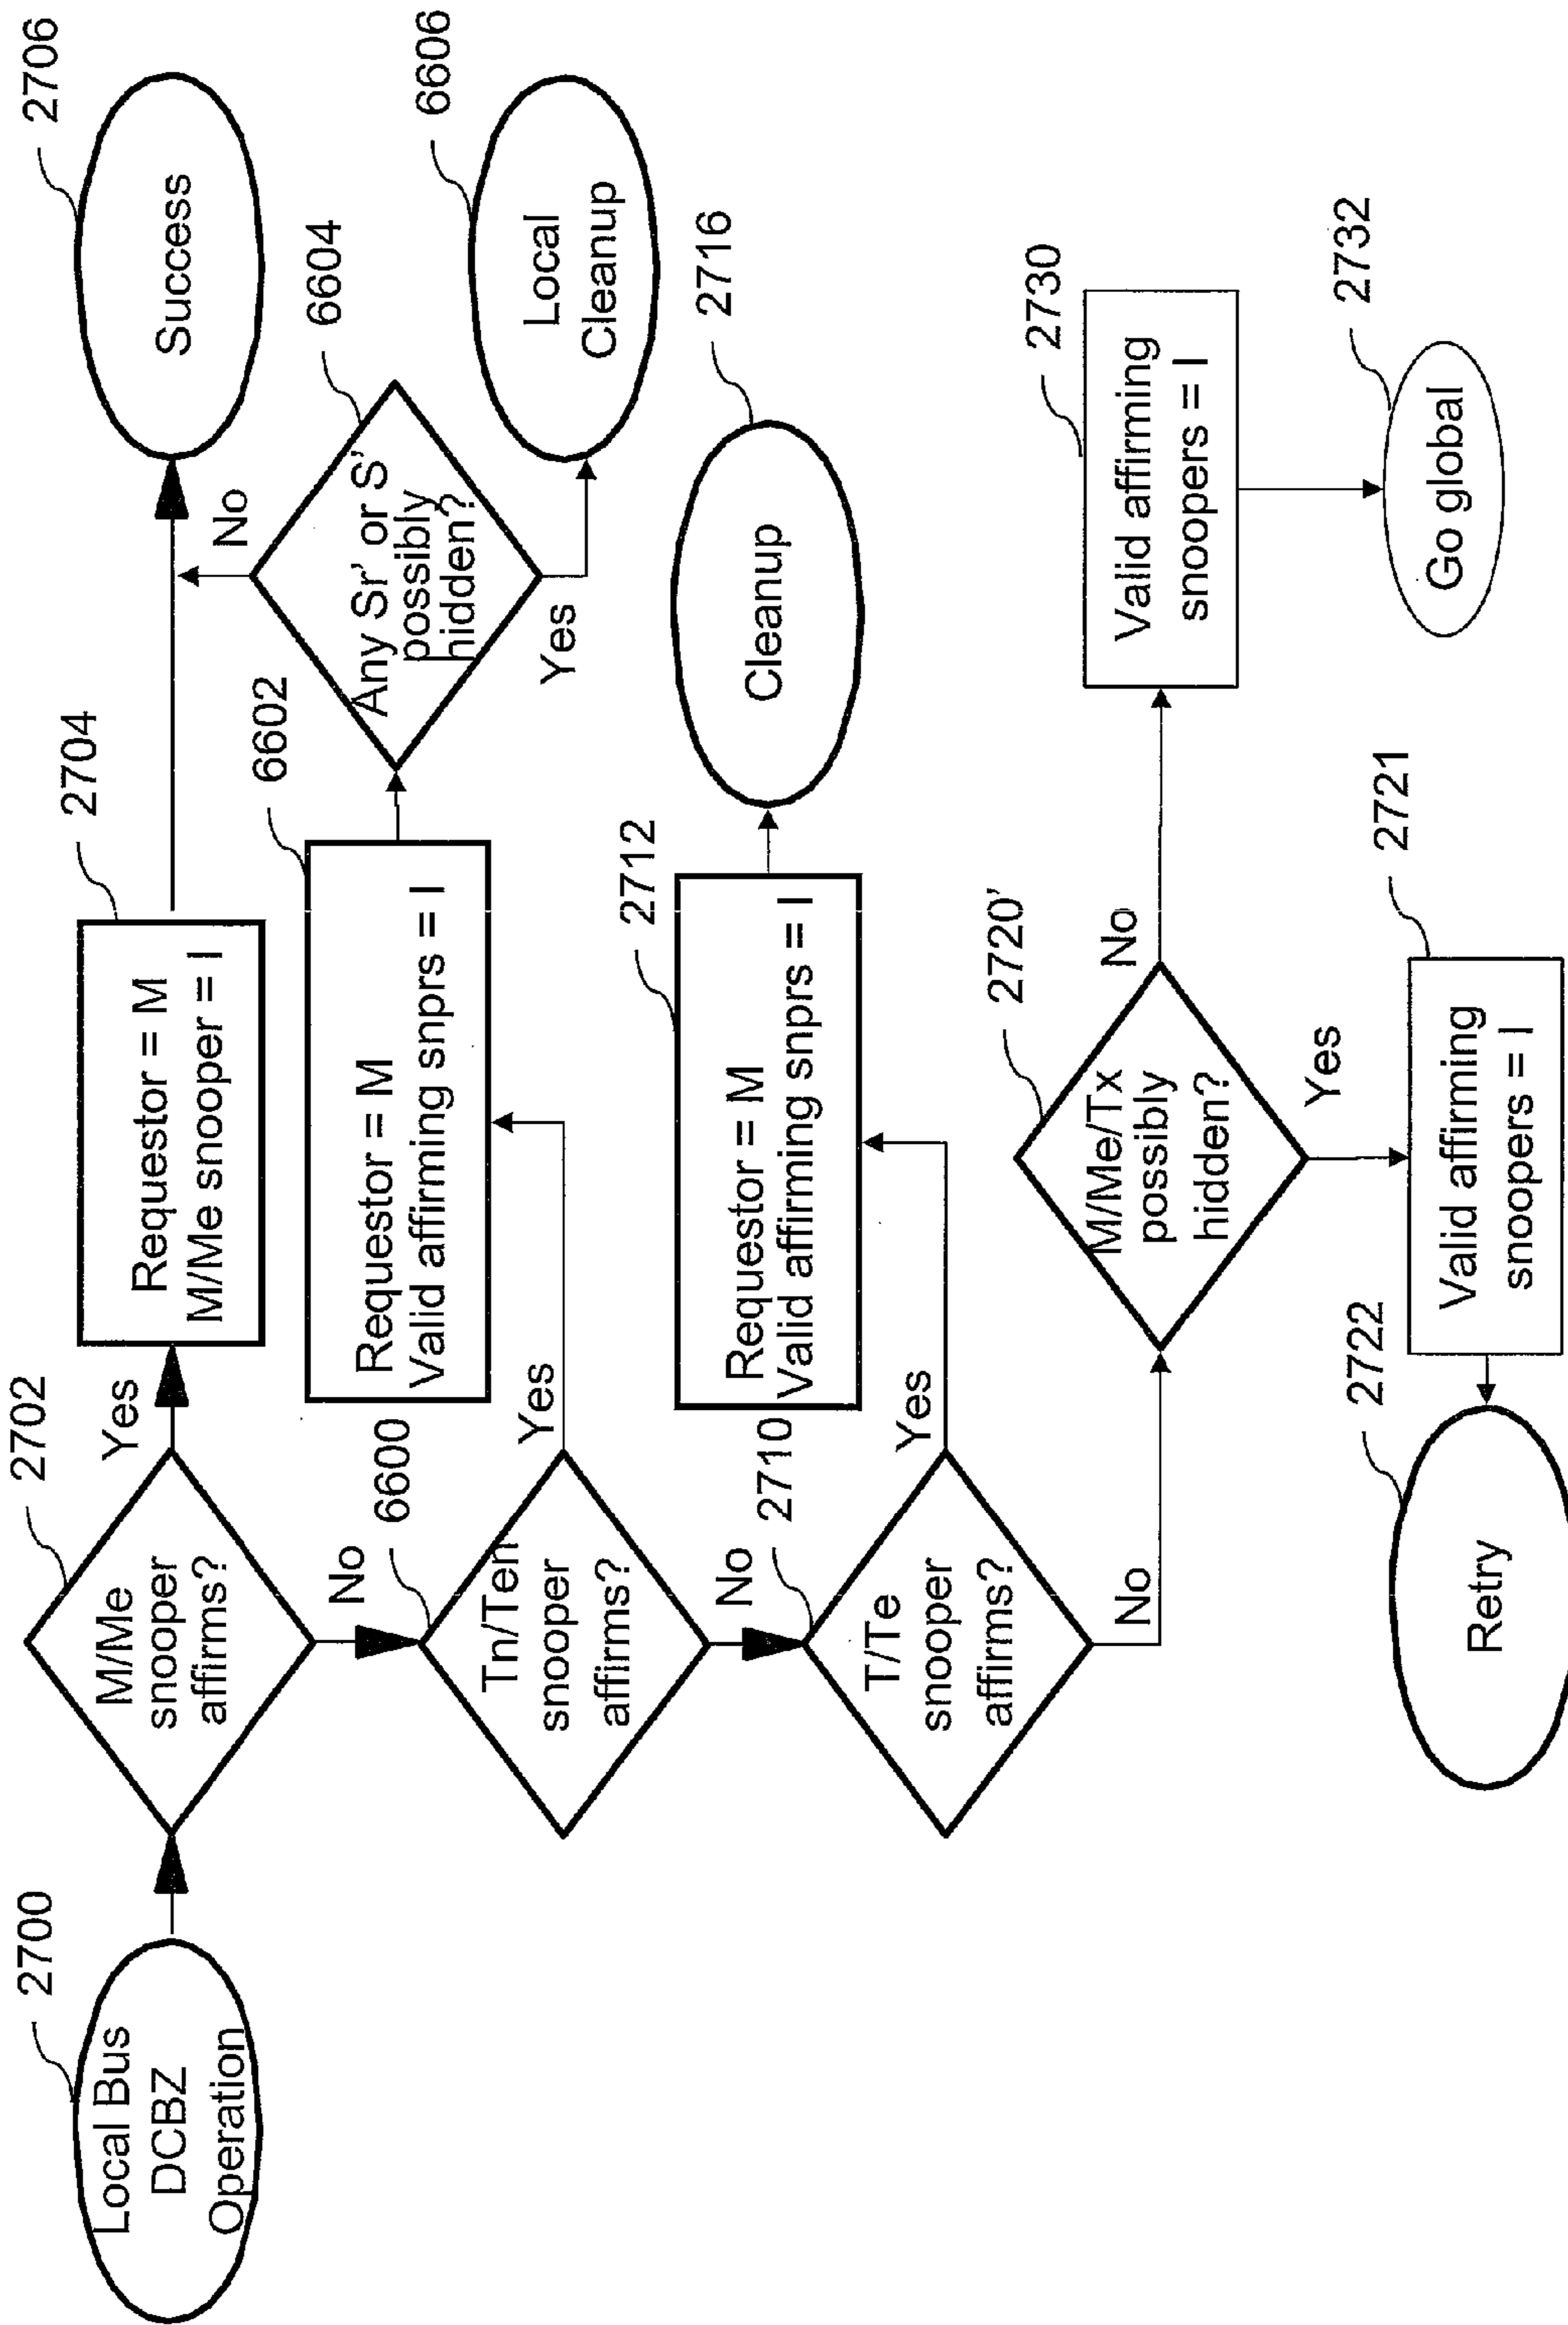 2700
Local Bus
DCBZ
Operation
2702
M/Me
snooper
affirms?
Yes
No
2704
Requestor = M
M/Me snooper = I
2706
Success
6600
Tn/Ten
snooper
affirms?
Yes
No
6602
Requestor = M
Valid affirming snprs = I
6604
Any Sr' or S'
possibly
hidden?
No
Yes
6606
Local
Cleanup
2710
T/Te
snooper
affirms?
Yes
No
2712
Requestor = M
Valid affirming snprs = I
2716
Cleanup
2720'
M/Me/Tx
possibly
hidden?
No
Yes
2730
Valid affirming
snoopers = I
2732
Go global
2721
Valid affirming
snoopers = I
2722
Retry